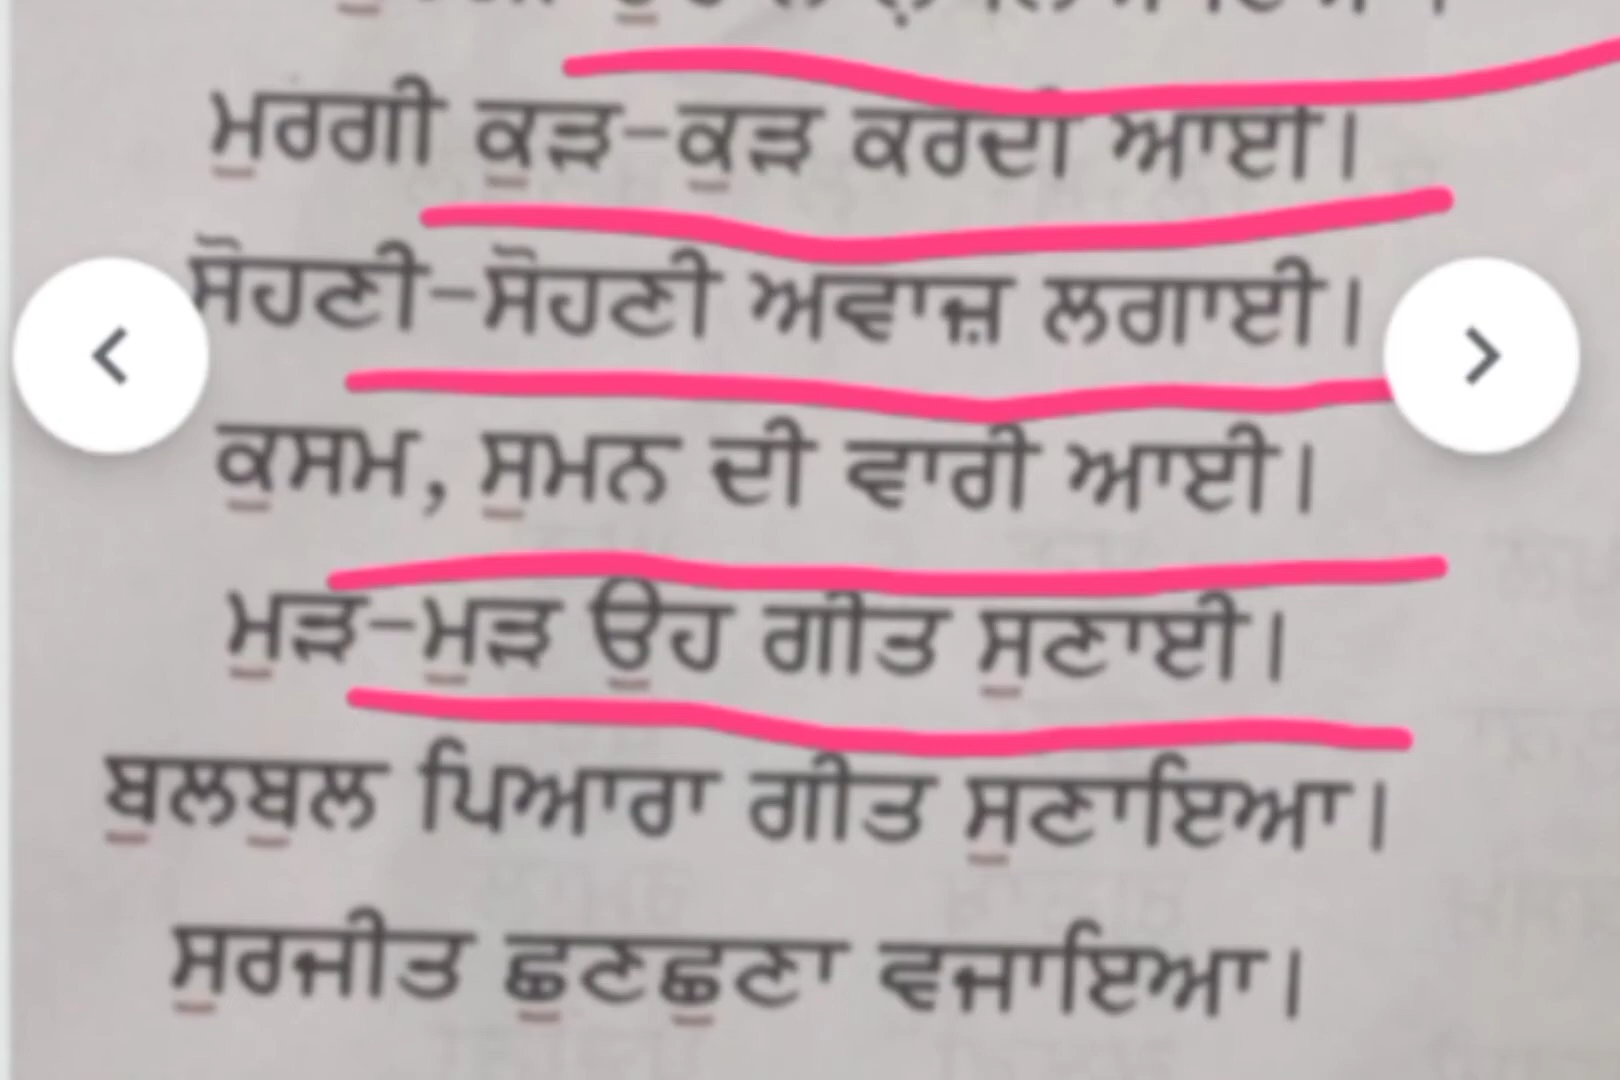 ਮੁਰਗੀ ਕੁੜ-ਕੁੜ ਕਰਦੀ ਆਈ।
ਸੋਹਣੀ-ਸੋਹਣੀ ਅਵਾਜ਼ ਲਗਾਈ।
ਕੁਸਮ, ਸੁਮਨ ਦੀ ਵਾਰੀ ਆਈ।
ਮੁੜ-ਮੁੜ ਉਹ ਗੀਤ ਸੁਣਾਈ।
ਬੁਲਬੁਲ ਪਿਆਰਾ ਗੀਤ ਸੁਣਾਇਆ।
ਸੁਰਜੀਤ ਛੁਣਛੁਣਾ ਵਜਾਇਆ।